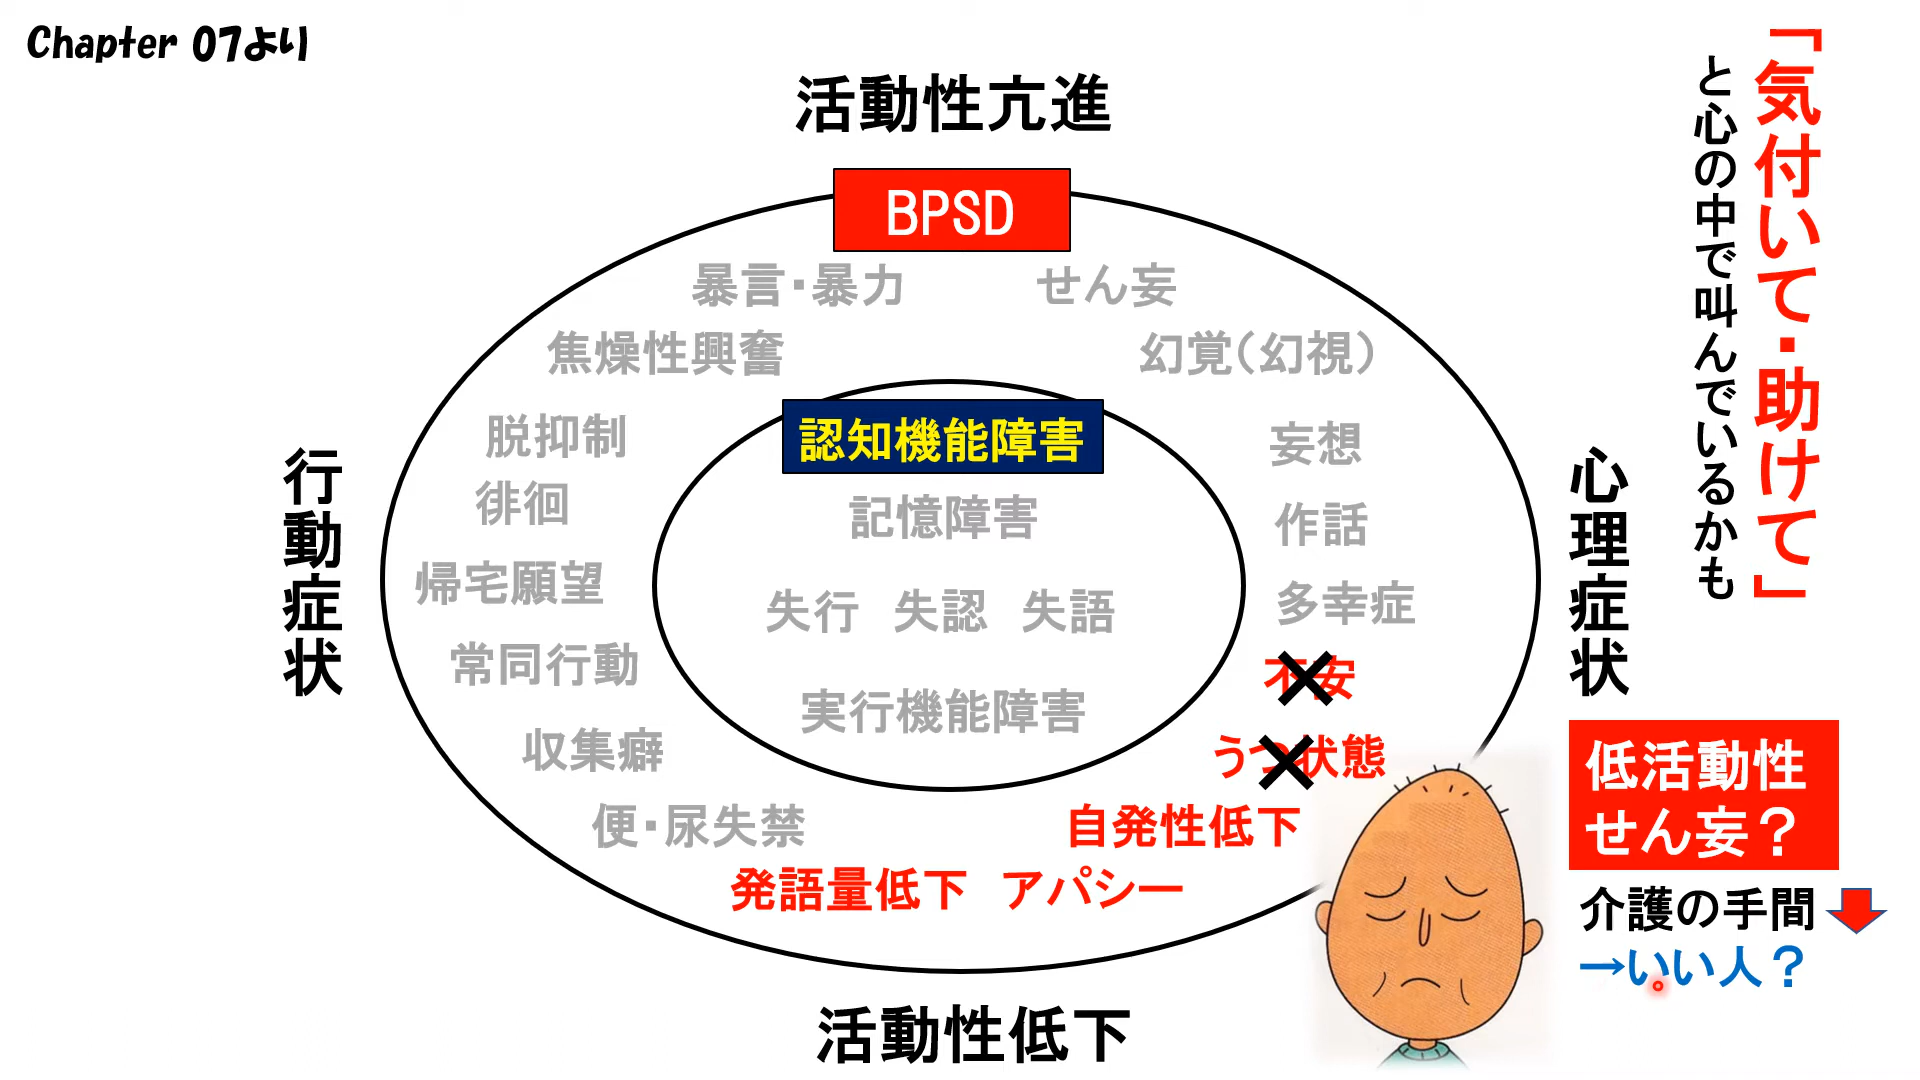 Chapter 07より
「気付いて・助けて」
と心の中で叫んでいるかも
活動性亢進
BPSD
暴言・暴力
せん妄
焦燥性興奮
幻覚(幻視)
脱抑制
認知機能障害
妄想
行動症状
心理症状
徘徊
記憶障害
作話
帰宅願望
失行 失認 失語
多幸症
常同行動
不安
実行機能障害
収集癖
うつ状態
低活動性
せん妄?
便・尿失禁
自発性低下
発語量低下 アパシー
介護の手間
→いい人?
活動性低下